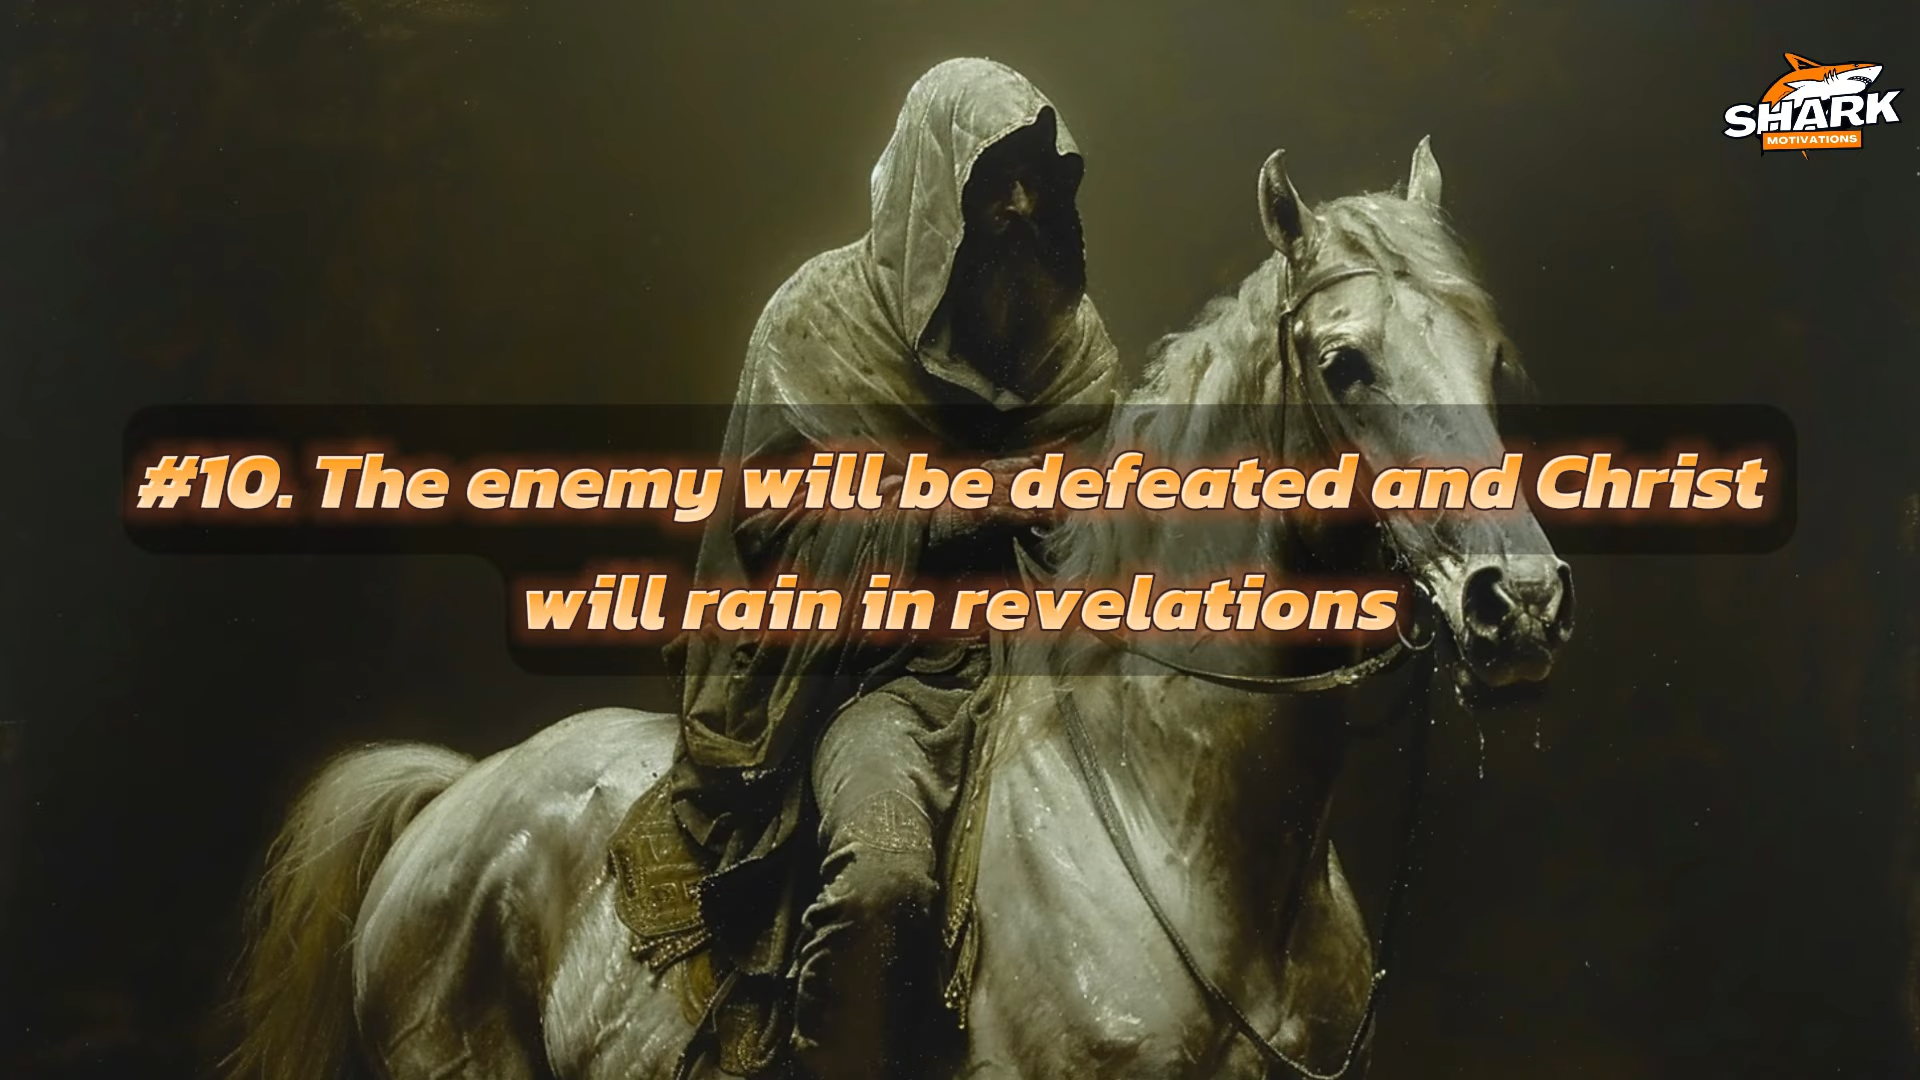 SHARK
MOTIVATIONS
#10. The enemy will be defeated and Christ
will rain in revelations